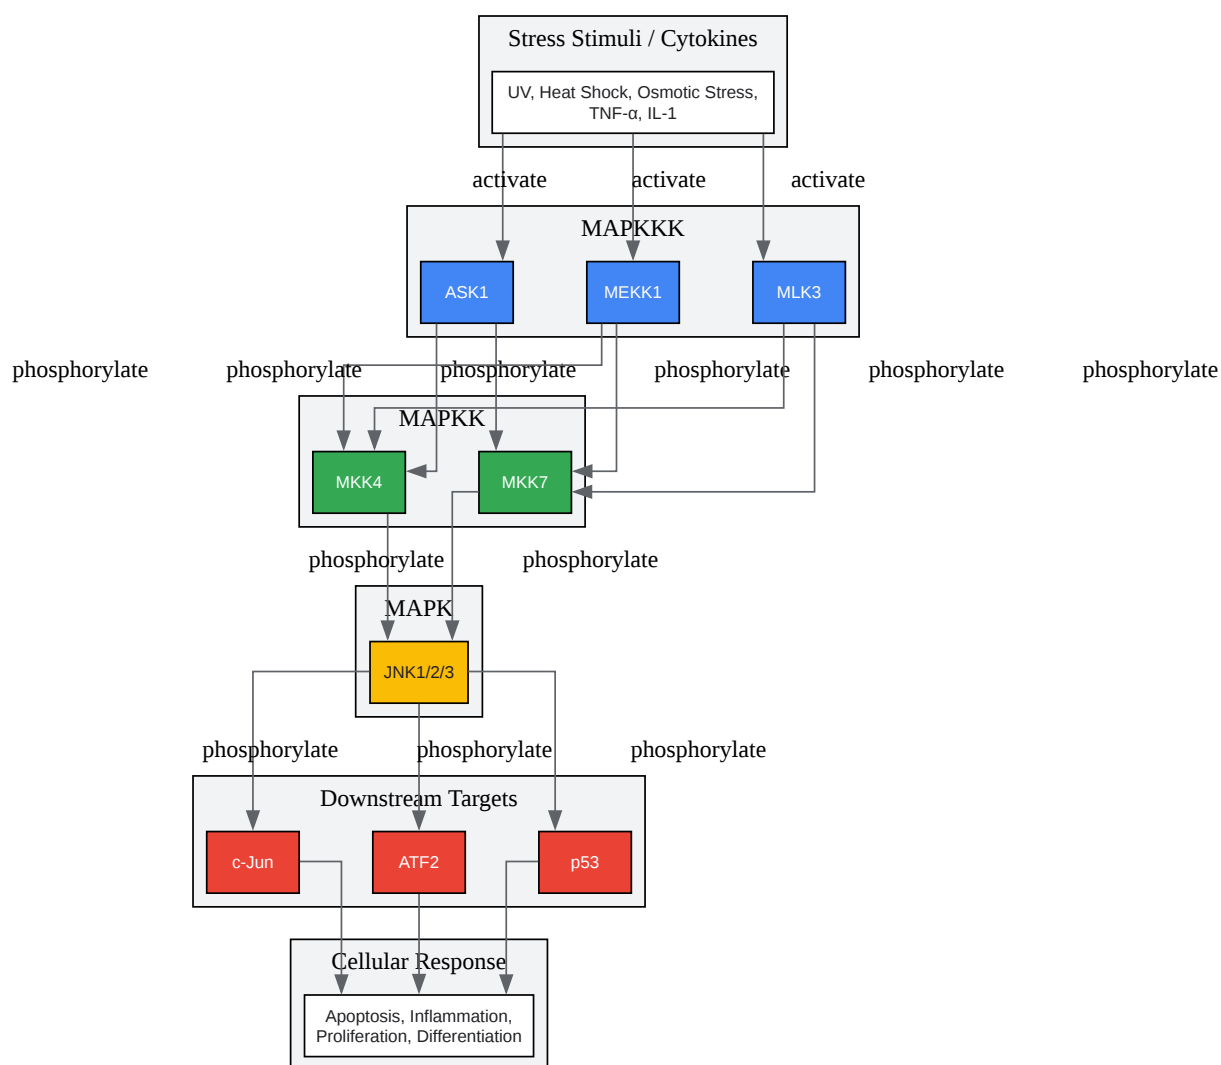 Stress Stimuli / Cytokines
UV, Heat Shock, Osmotic Stress,
TNF-α, IL-1
activate
activate
activate
MAPKKK
ASK1
MEKK1
MLK3
phosphorylate
phosphorylate
phosphorylate
phosphorylate
phosphorylate
phosphorylate
MAPKK
MKK4
MKK7
phosphorylate
phosphorylate
MAPK
JNK1/2/3
phosphorylate
phosphorylate
phosphorylate
Downstream Targets
c-Jun
ATF2
p53
Cellular Response
Apoptosis, Inflammation,
Proliferation, Differentiation